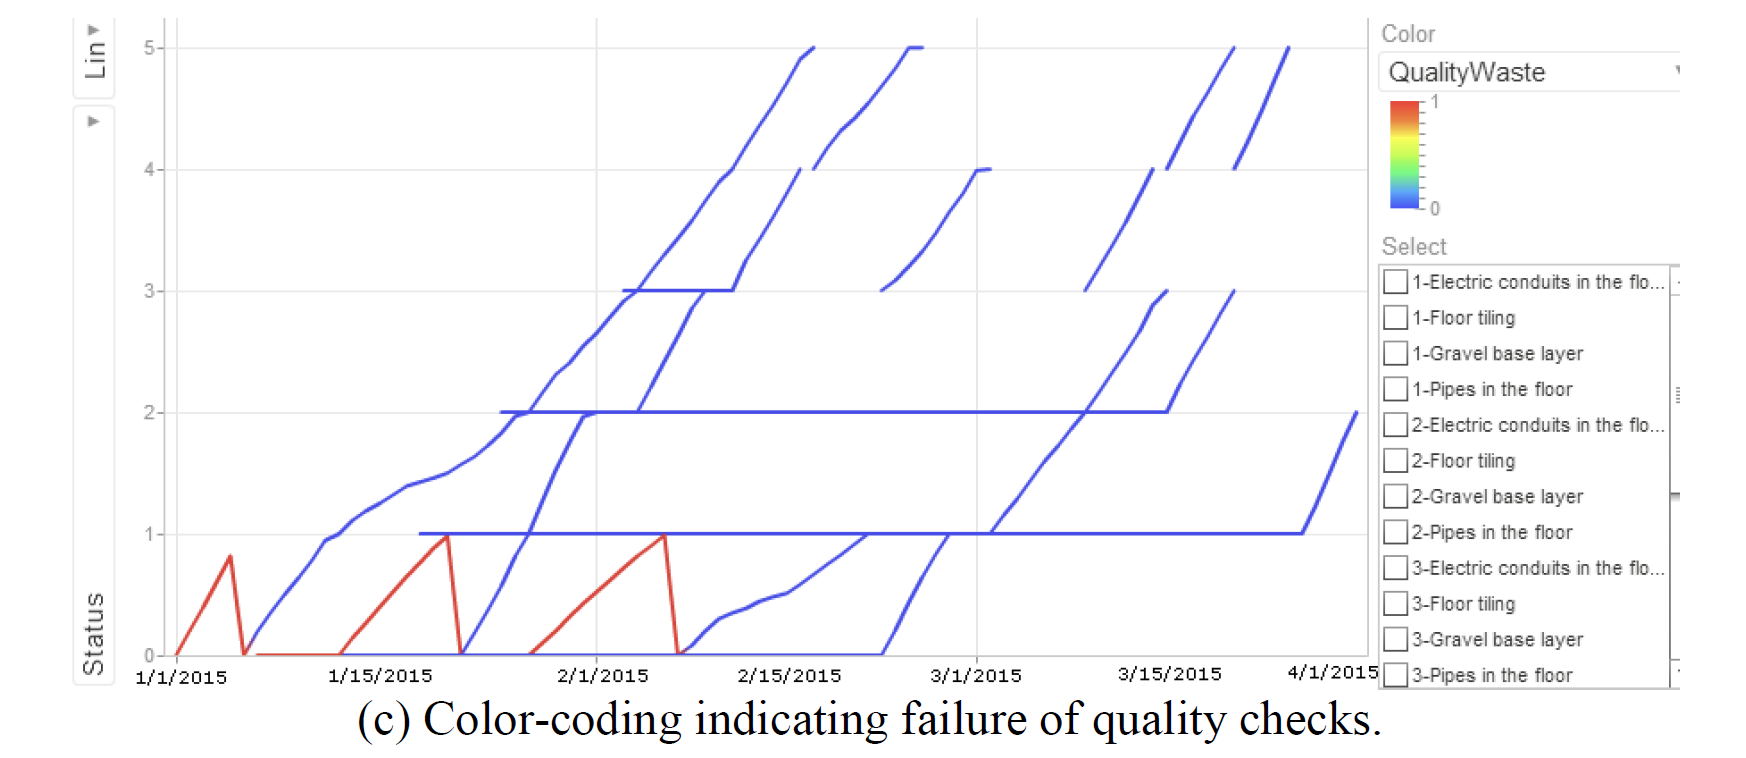 Lin
Status
5
4
3
2
1
0
1/1/2015
1/15/2015
2/1/2015
2/15/2015
3/1/2015
3/15/2015
4/1/2015
Color
QualityWaste
1
0
Select
1-Electric conduits in the flo...
1-Floor tiling
1-Gravel base layer
1-Pipes in the floor
2-Electric conduits in the flo...
2-Floor tiling
2-Gravel base layer
2-Pipes in the floor
3-Electric conduits in the flo...
3-Floor tiling
3-Gravel base layer
3-Pipes in the floor
(c) Color-coding indicating failure of quality checks.